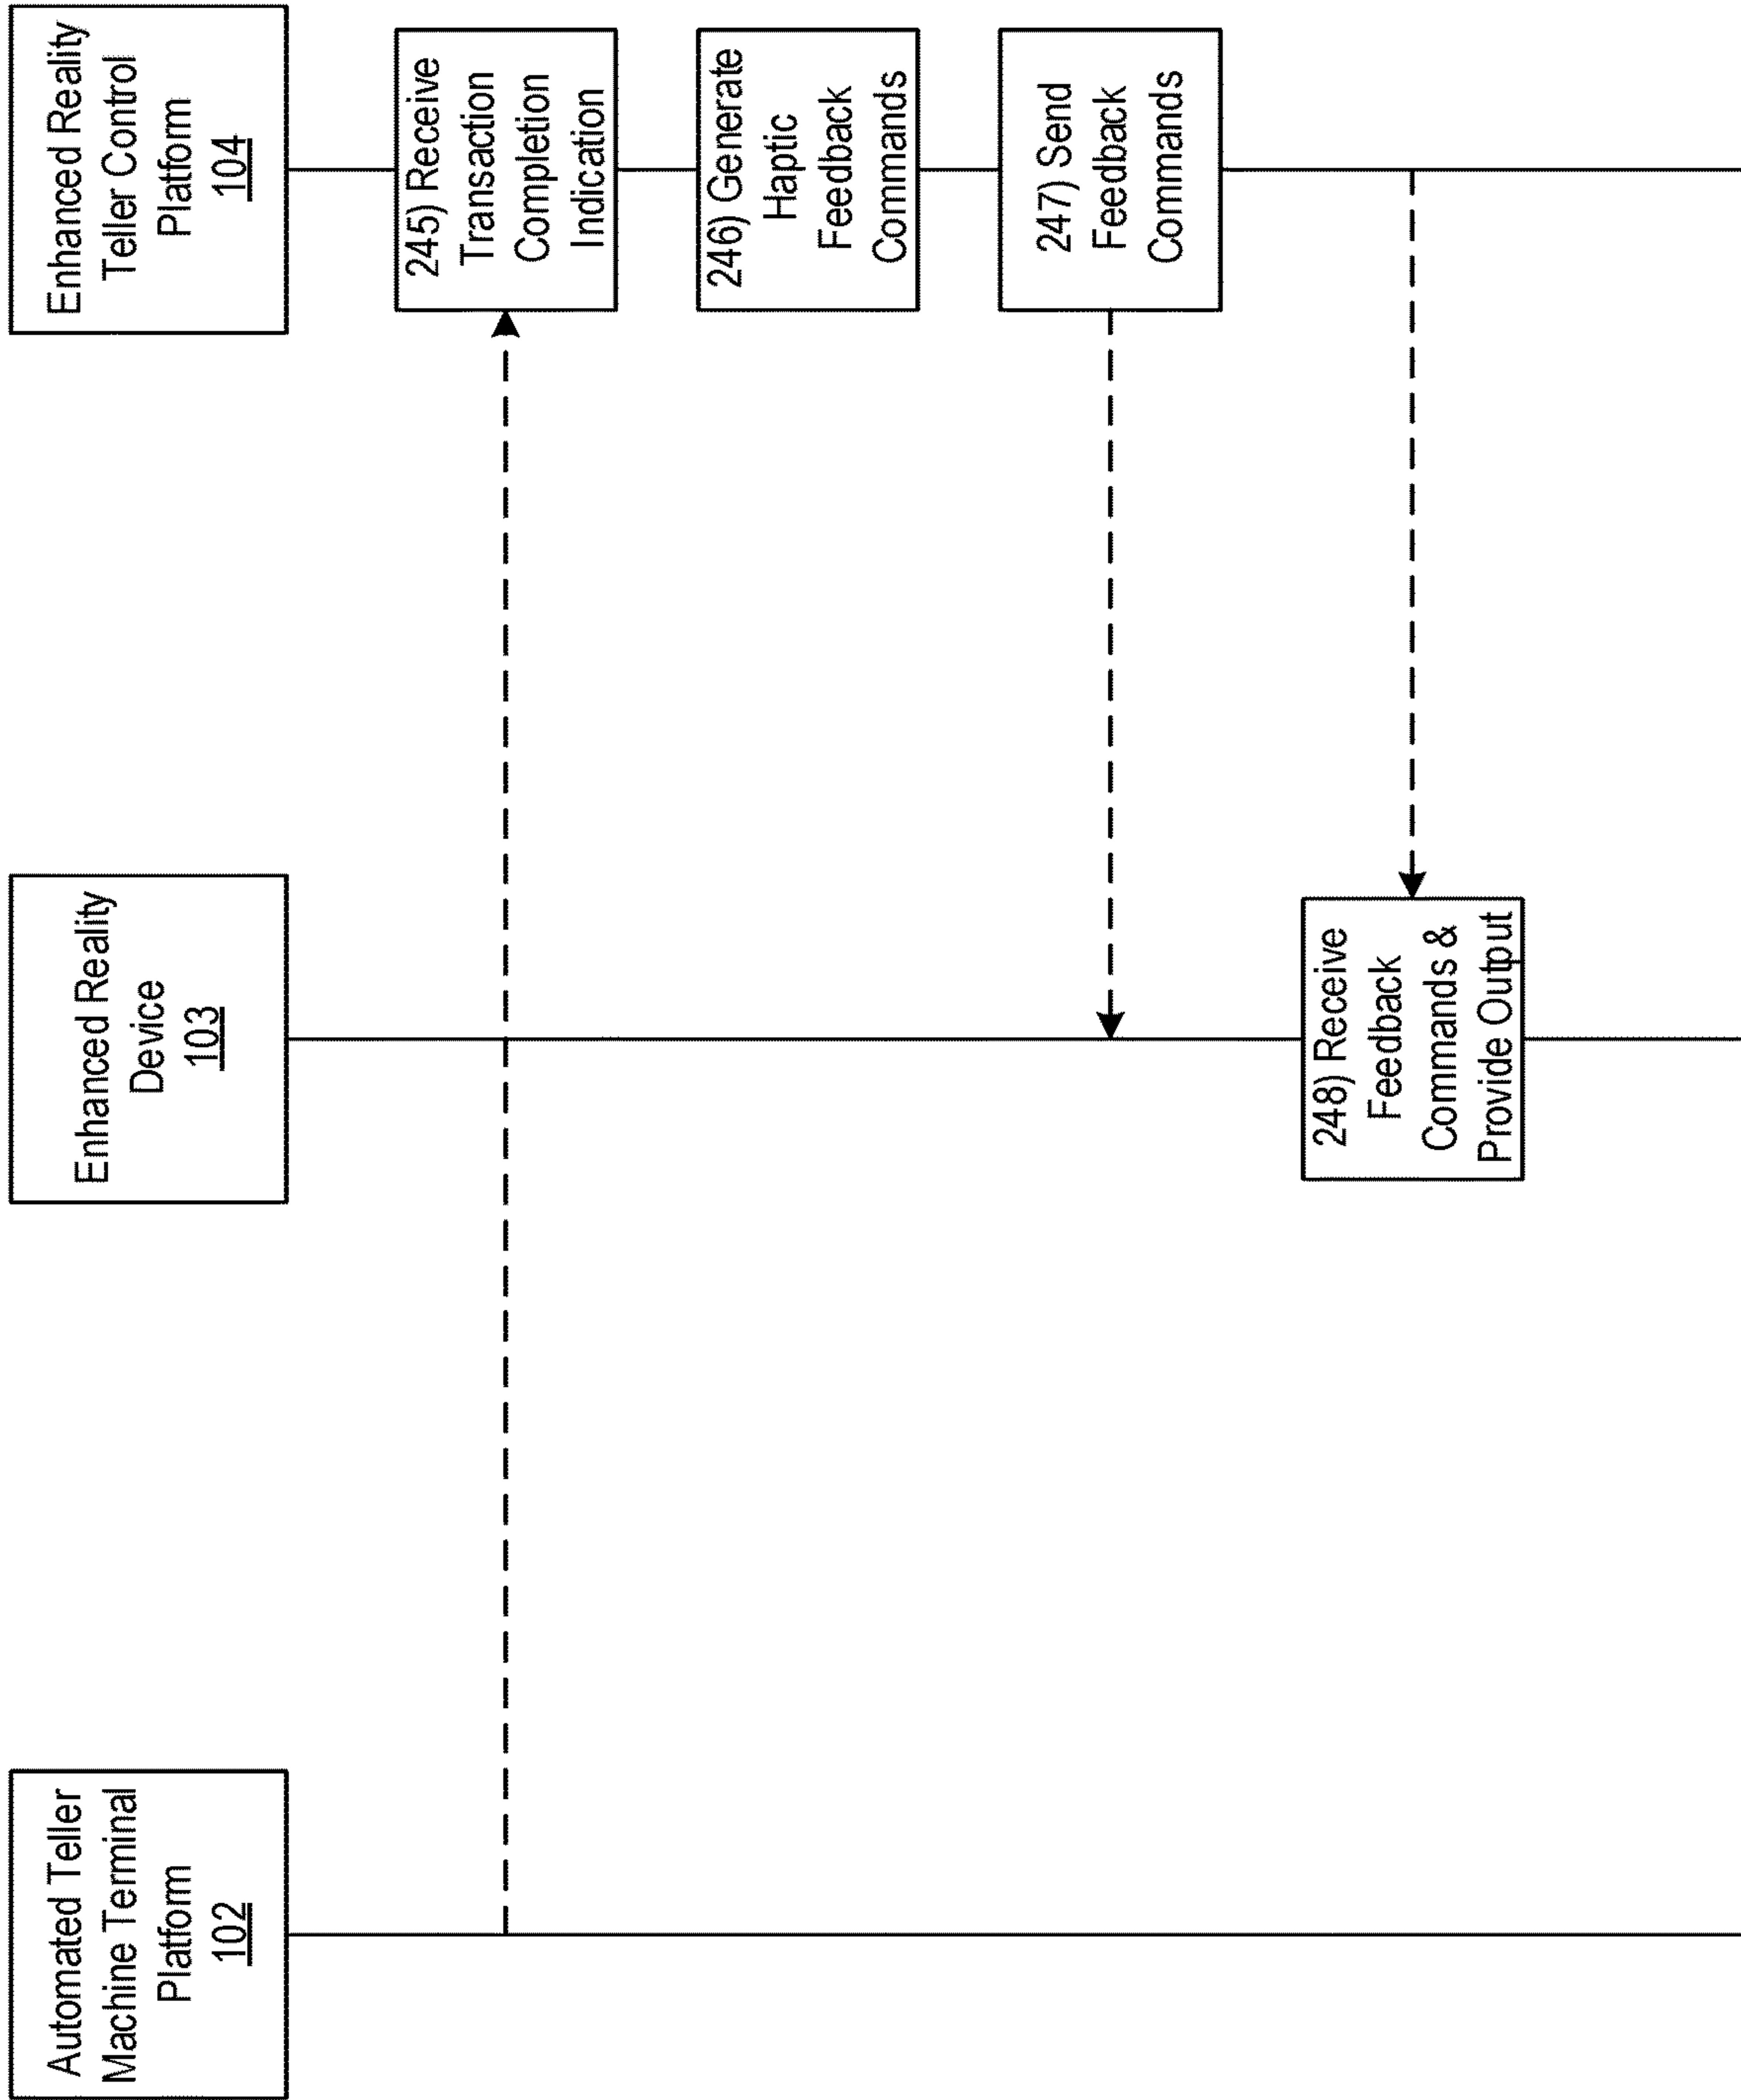 Automated Teller
Machine Terminal
Platform
102
Enhanced Reality
Device
103
Enhanced Reality
Teller Control
Platform
104
245) Receive
Transaction
Completion
Indication
246) Generate
Haptic
Feedback
Commands
247) Send
Feedback
Commands
248) Receive
Feedback
Commands &
Provide Output